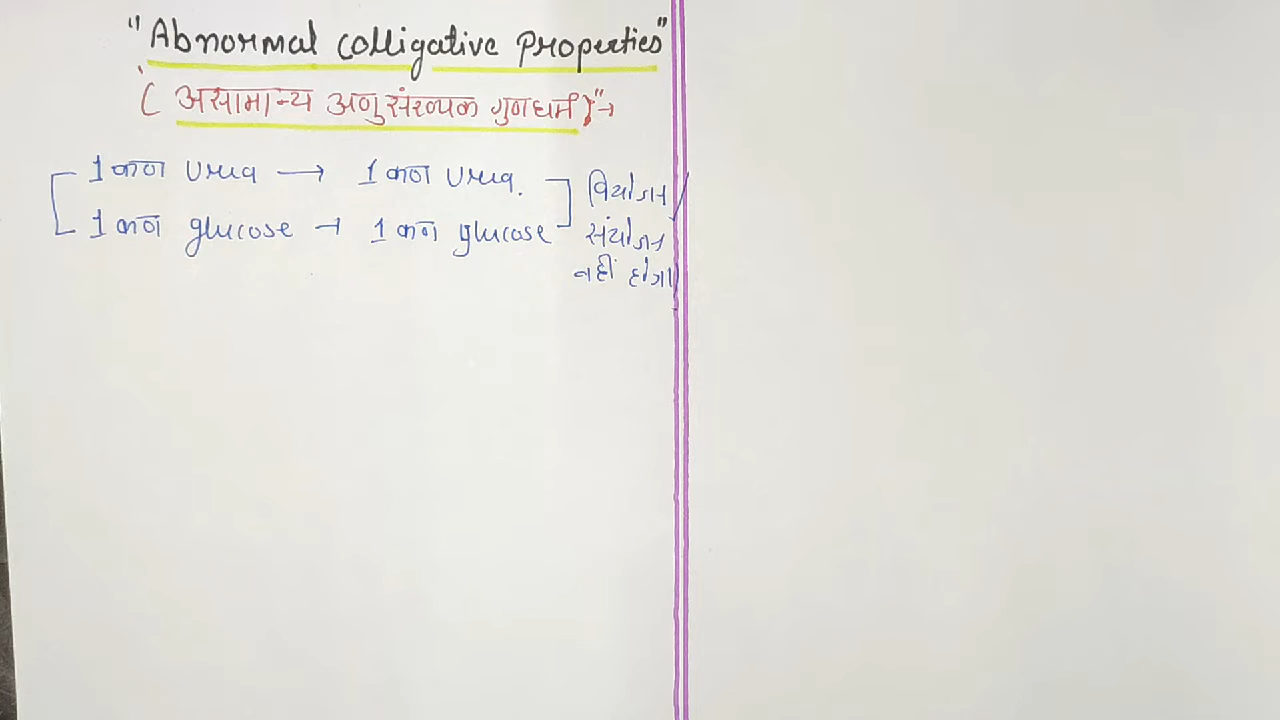 "Abnormal Colligative Properties"
( असामान्य अणुसंख्यक गुणधर्म)"→
1 कण Urea → 1 कण Urea. वियोजन /
1 कण glucose → 1 कण glucose संयोजन
नहीं होगा